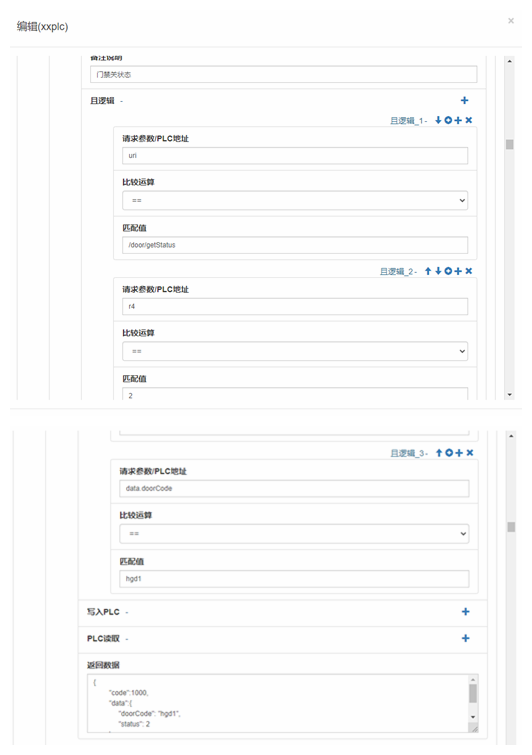 编辑(xxplc)
×
备注说明
门禁关状态
且逻辑 -
且逻辑_1 -
请求参数/PLC地址
uri
比较运算
==
匹配值
/door/getStatus
且逻辑_2 -
请求参数/PLC地址
r4
比较运算
==
匹配值
2
且逻辑_3 -
请求参数/PLC地址
data.doorCode
比较运算
==
匹配值
hgd1
写入PLC -
PLC读取 -
返回数据
{
"code":1000,
"data":{
"doorCode": "hgd1",
"status": 2